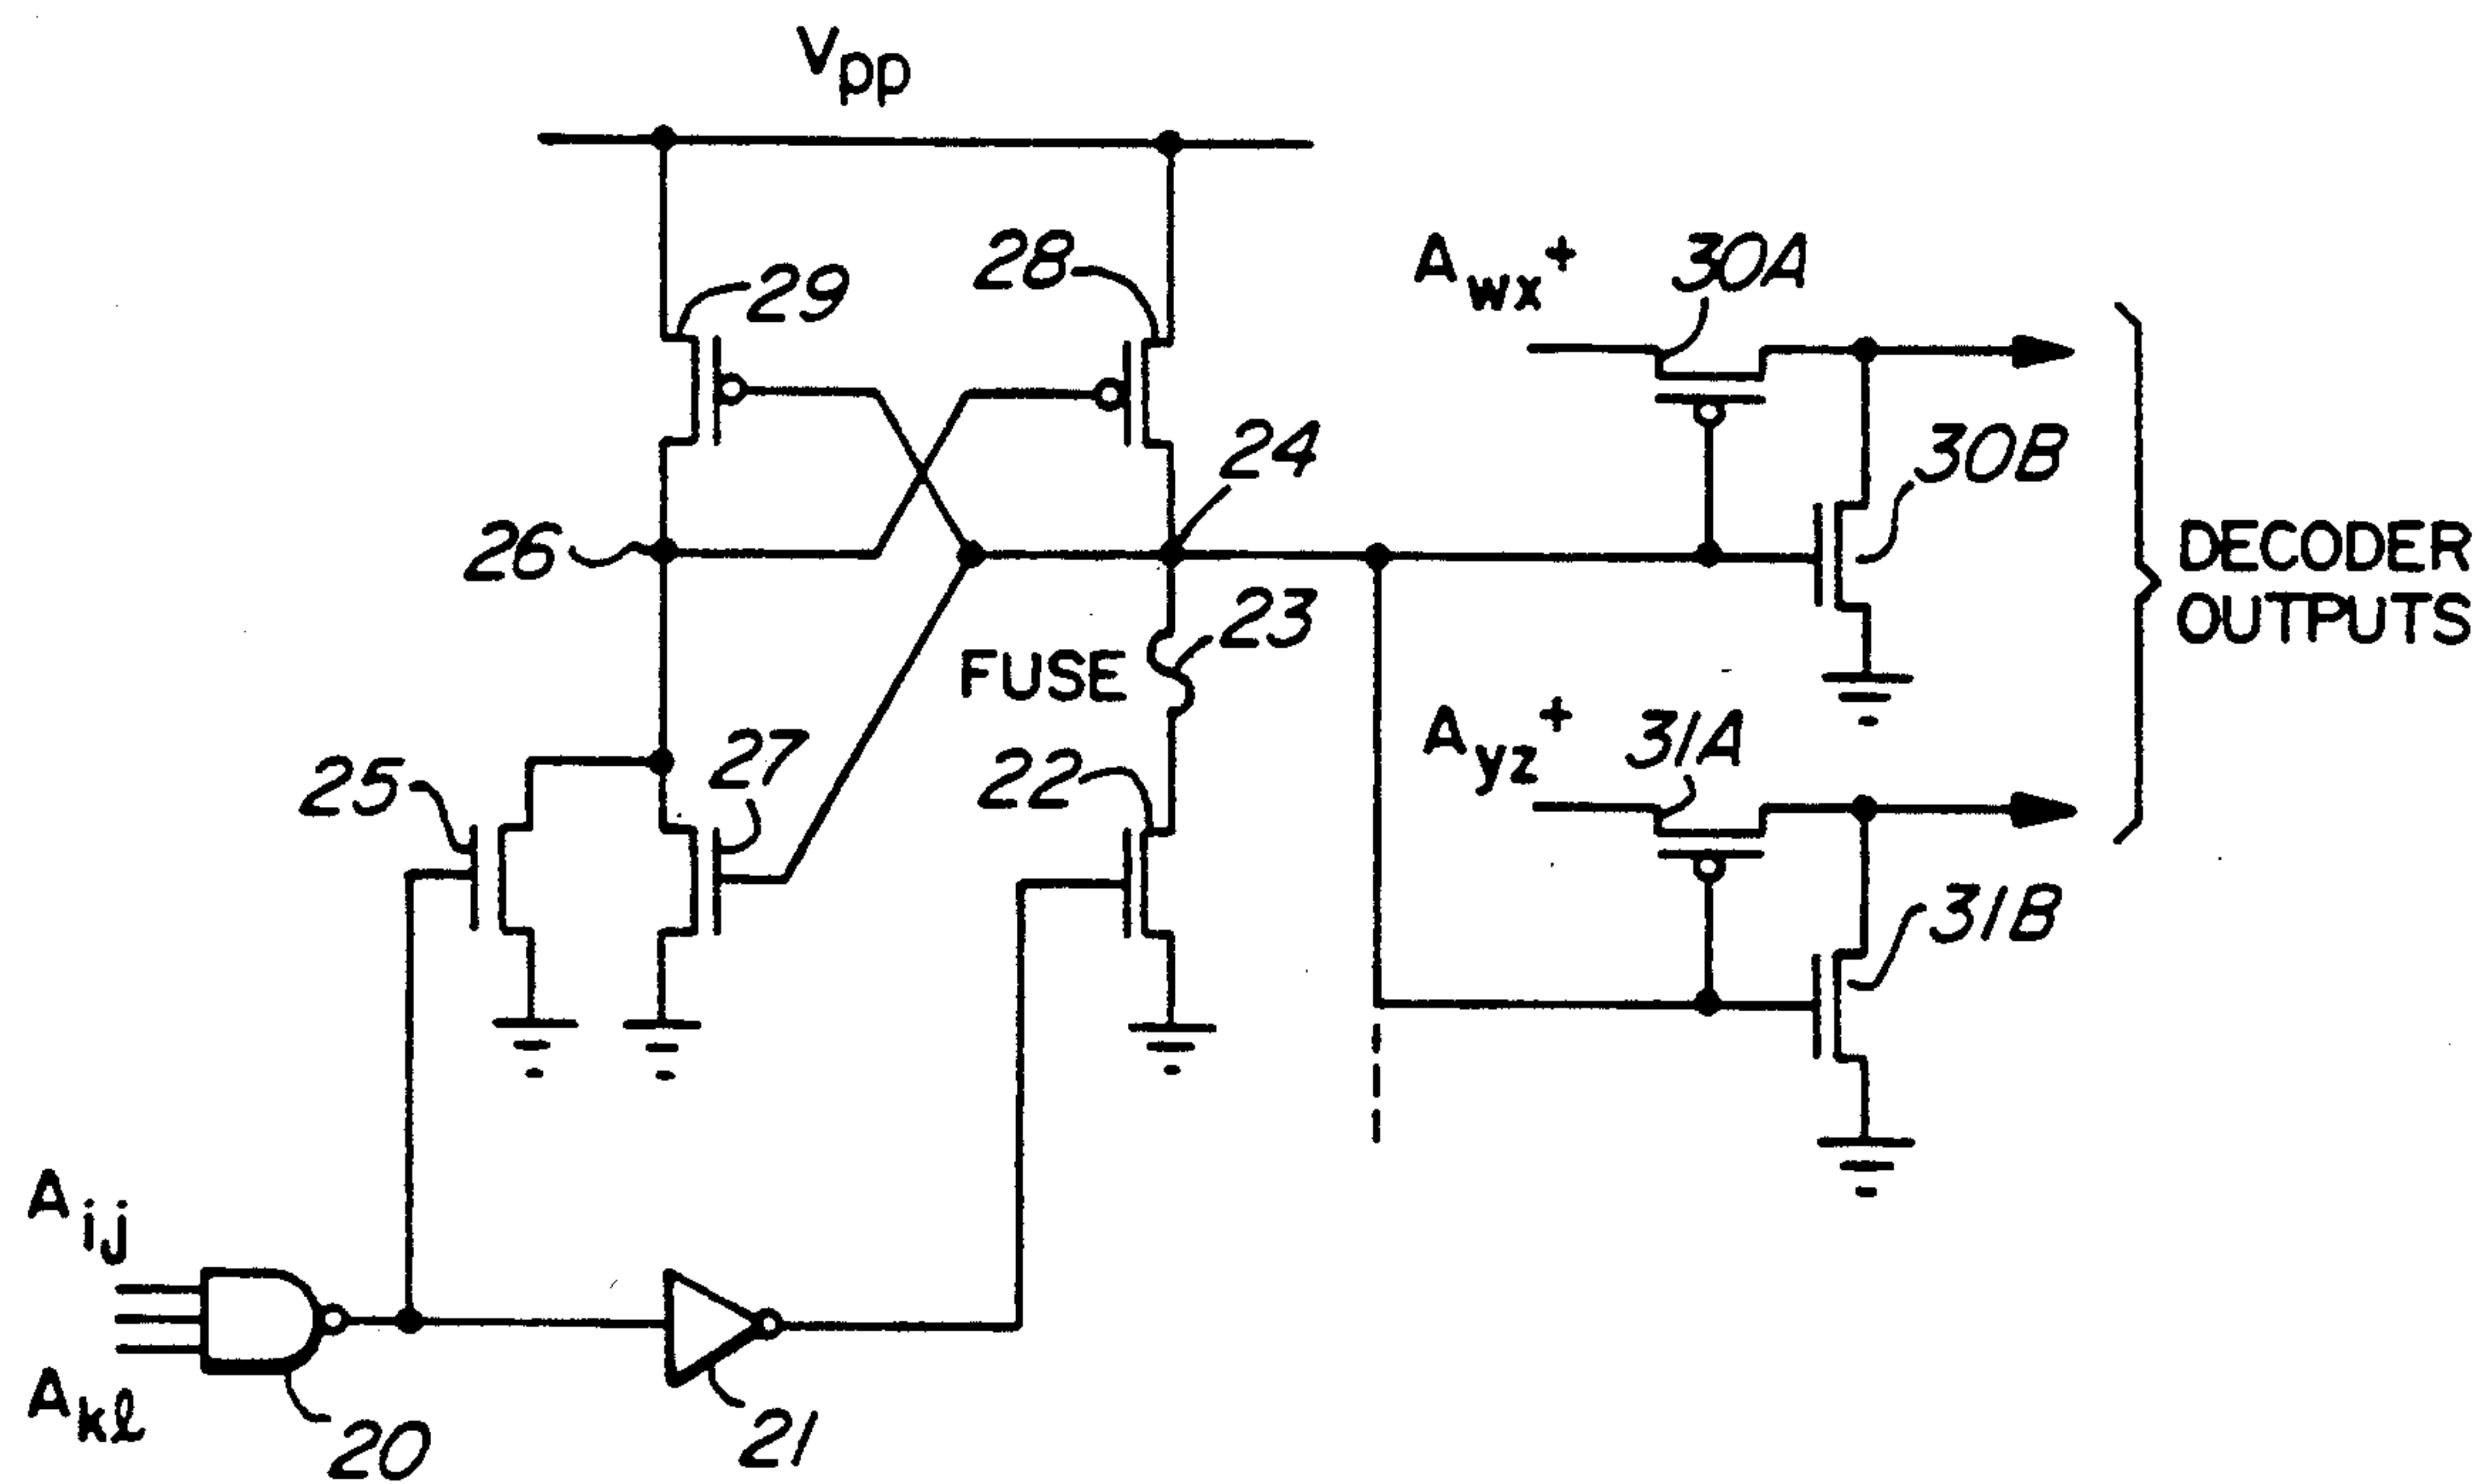 Vpp
29
28
Awx+
30A
24
30B
26
DECODER
OUTPUTS
23
FUSE
Ayz+
31A
25
27
22
31B
Aij
Akℓ
20
21